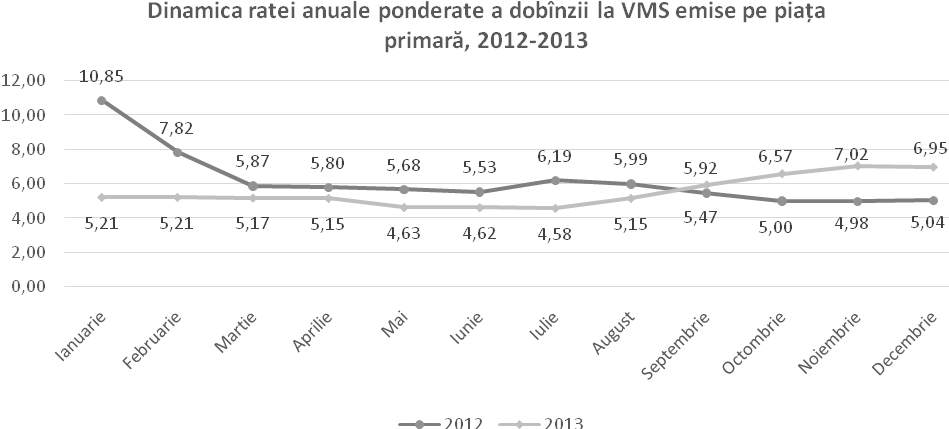 Dinamica ratei anuale ponderate a dobînzii la VMS emise pe piața
primară, 2012-2013
12,00
10,00
8,00
6,00
4,00
2,00
0,00
10,85
7,82
5,87
5,80
5,68
5,53
6,19
5,99
5,92
6,57
7,02
6,95
5,21
5,21
5,17
5,15
4,63
4,62
4,58
5,15
5,47
5,00
4,98
5,04
Ianuarie
Februarie
Martie
Aprilie
Mai
Iunie
Iulie
August
Septembrie
Octombrie
Noiembrie
Decembrie
2012
2013